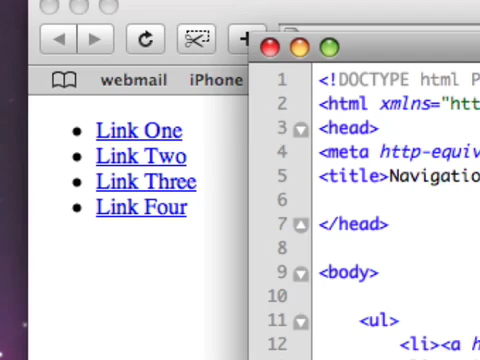 webmail iPhone
Link One
Link Two
Link Three
Link Four
1 <!DOCTYPE html P
2 <html xmlns="htt
3 <head>
4 <meta http-equiv
5 <title>Navigatio
6
7 </head>
8
9 <body>
10
11 <ul>
12 <li><a h